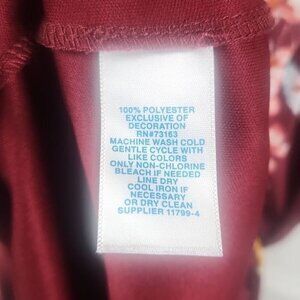 100% POLYESTER
EXCLUSIVE OF
DECORATION
RN#73163
MACHINE WASH COLD
GENTLE CYCLE WITH
LIKE COLORS
ONLY NON-CHLORINE
BLEACH IF NEEDED
LINE DRY
COOL IRON IF
NECESSARY
OR DRY CLEAN
SUPPLIER 11799-4